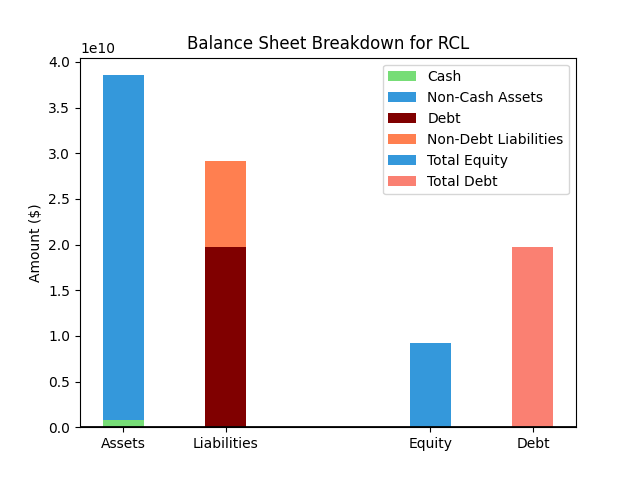 Balance Sheet Breakdown for RCL
1e10
4.0
3.5
3.0
2.5
2.0
1.5
1.0
0.5
0.0
Amount ($)
Cash
Non-Cash Assets
Debt
Non-Debt Liabilities
Total Equity
Total Debt
Assets Liabilities Equity Debt